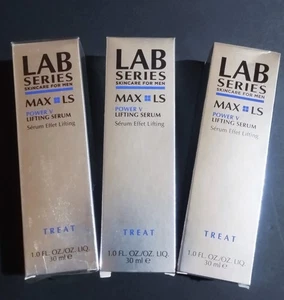 LAB
SERIES
SKINCARE FOR MEN
MAX LS
POWER V
LIFTING SERUM
Sérum Effet Lifting
TREAT
1.0 FL. OZ./OZ. LIQ.
30 ml ℮
LAB
SERIES
SKINCARE FOR MEN
MAX LS
POWER V
LIFTING SERUM
Sérum Effet Lifting
TREAT
1.0 FL. OZ./OZ. LIQ.
30 ml ℮
LAB
SERIES
SKINCARE FOR MEN
MAX LS
POWER V
LIFTING SERUM
Sérum Effet Lifting
TREAT
1.0 FL. OZ./OZ. LIQ.
30 ml ℮